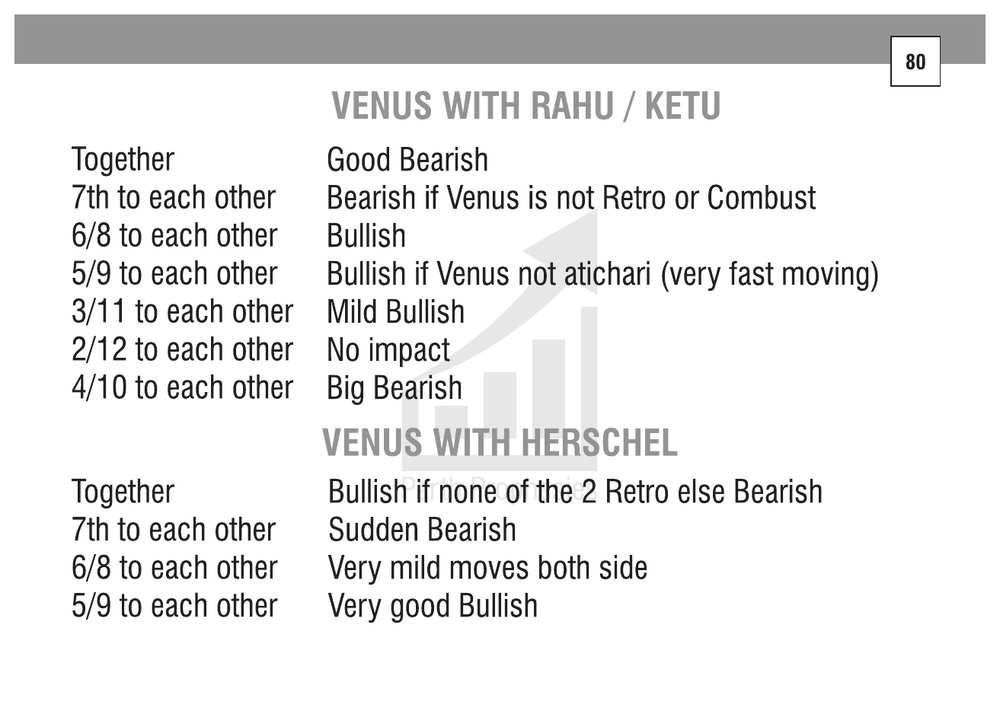 80
VENUS WITH RAHU / KETU
Together Good Bearish
7th to each other Bearish if Venus is not Retro or Combust
6/8 to each other Bullish
5/9 to each other Bullish if Venus not atichari (very fast moving)
3/11 to each other Mild Bullish
2/12 to each other No impact
4/10 to each other Big Bearish
VENUS WITH HERSCHEL
Together Bullish if none of the 2 Retro else Bearish
7th to each other Sudden Bearish
6/8 to each other Very mild moves both side
5/9 to each other Very good Bullish